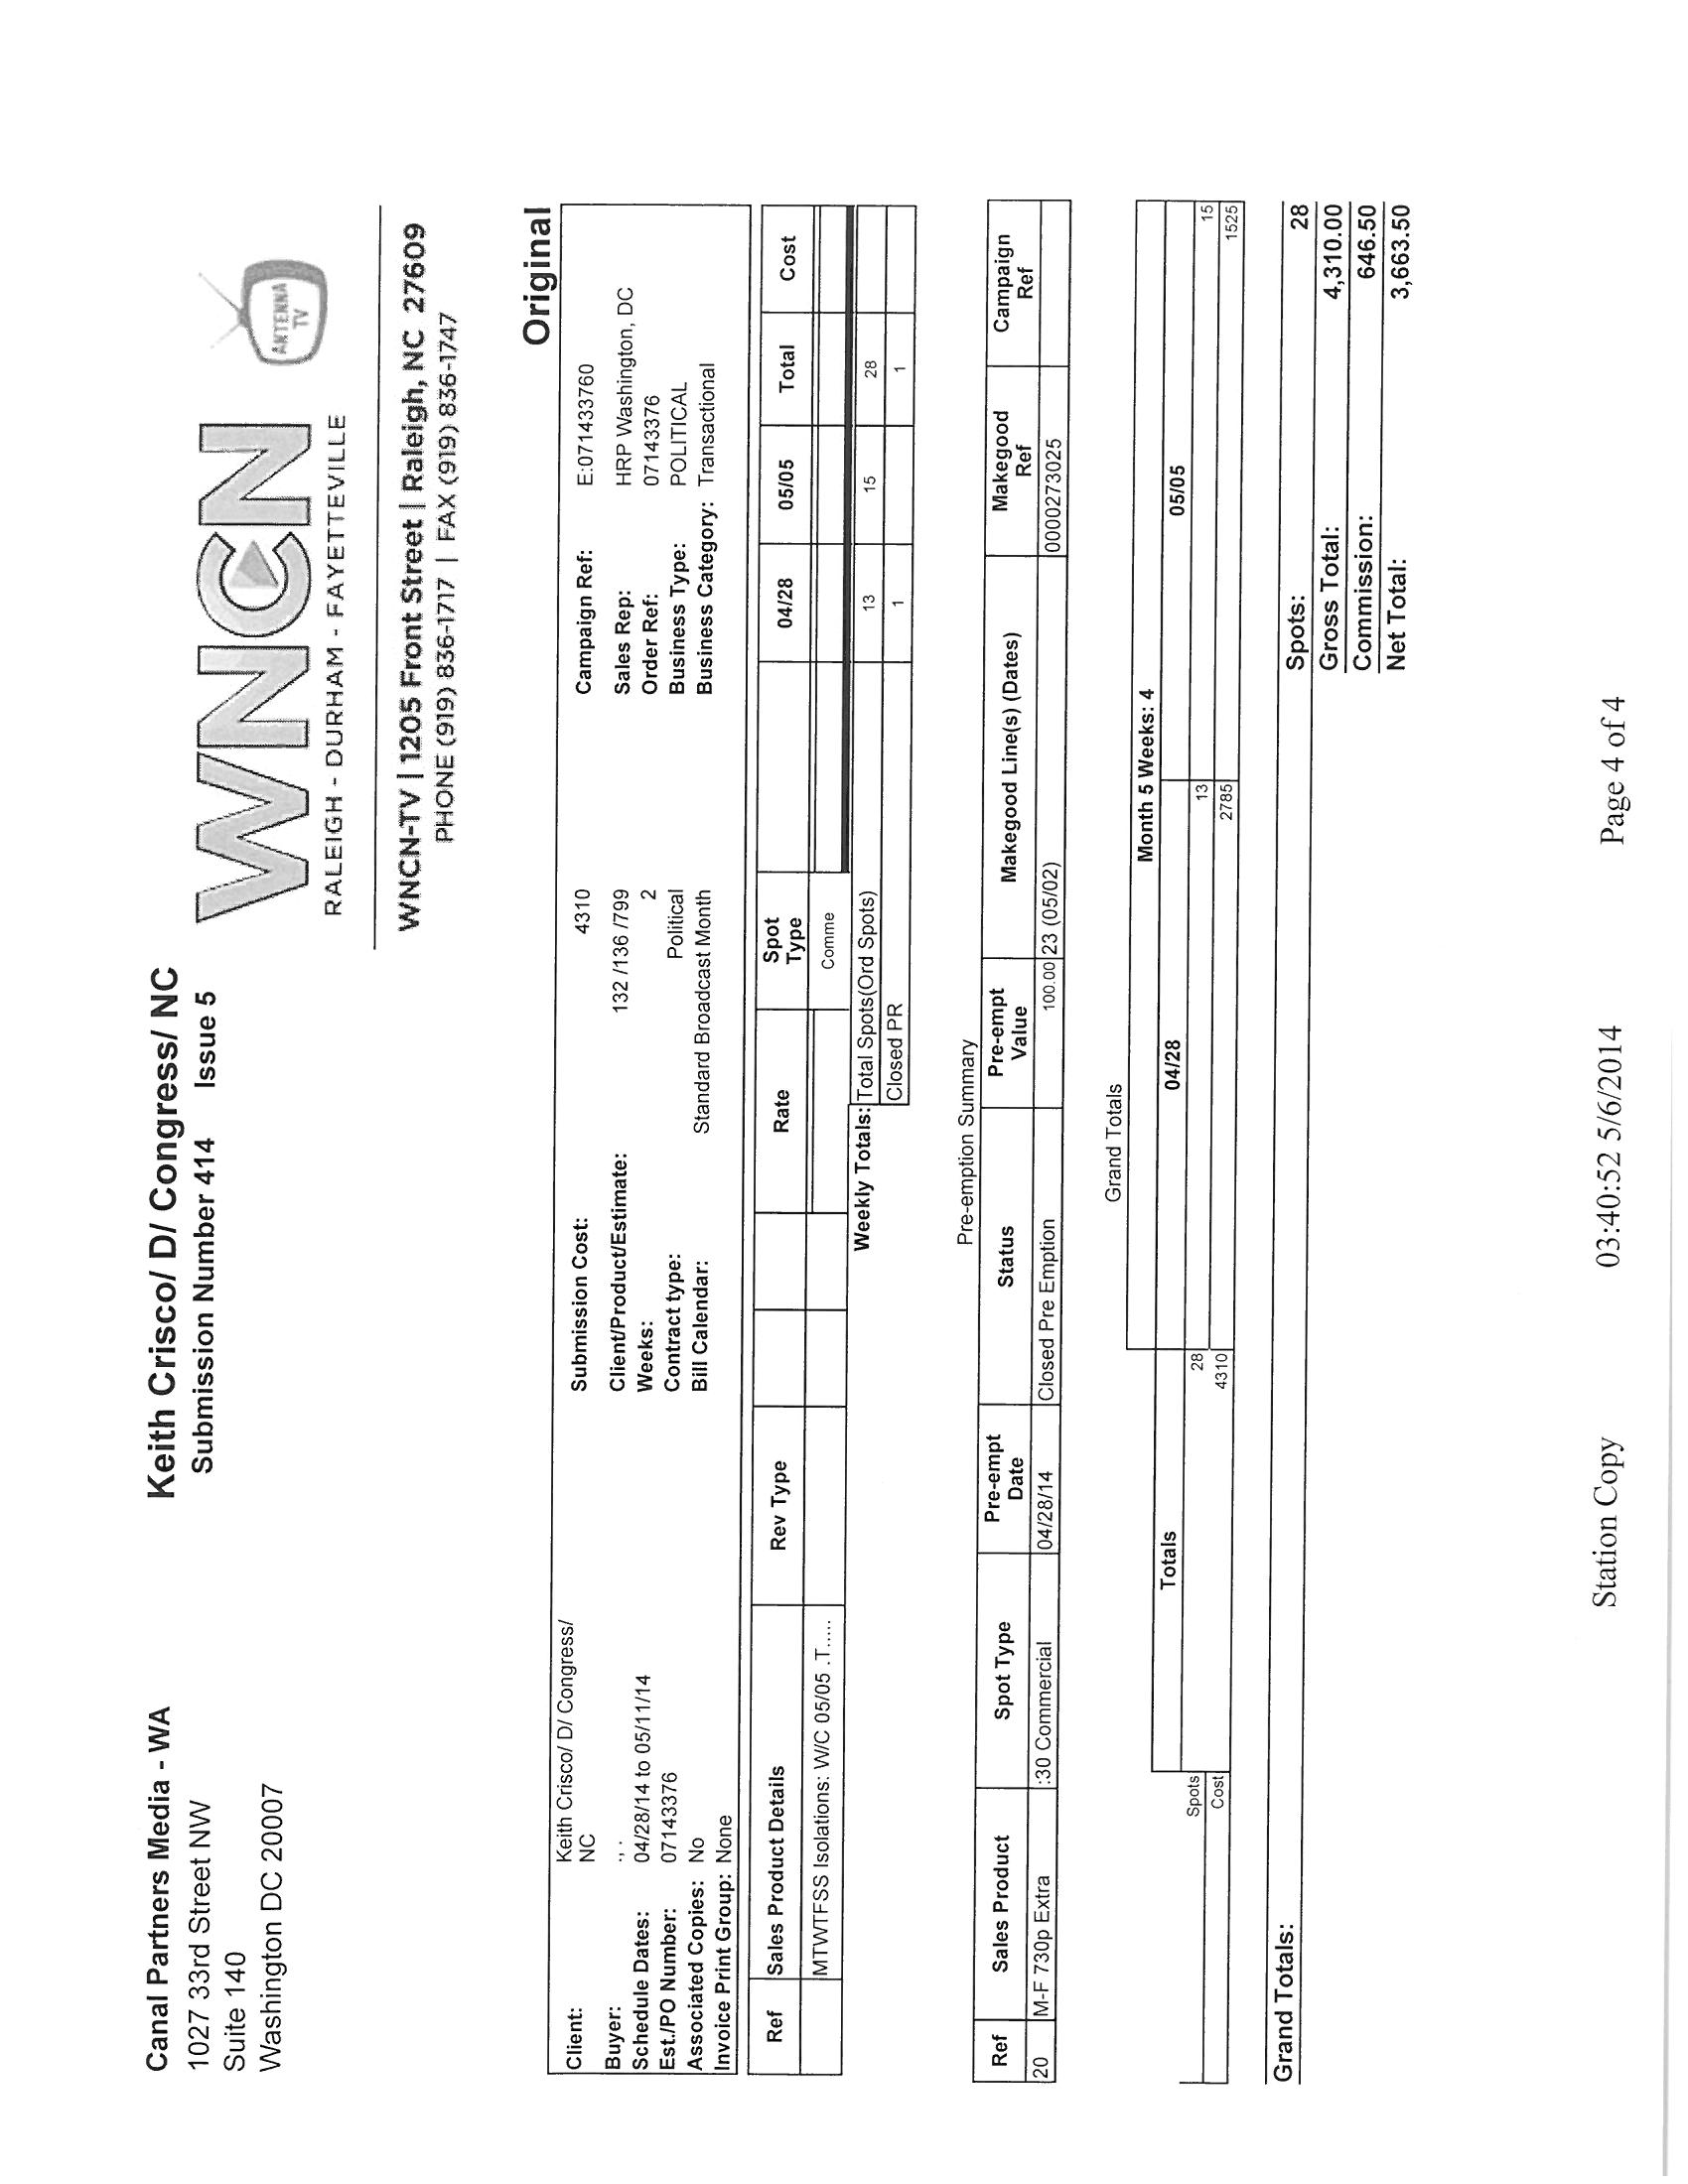 Canal Partners Media - WA
1027 33rd Street NW
Suite 140
Washington DC 20007
Keith Crisco/ D/ Congress/ NC
Submission Number 414 Issue 5
WNCN
RALEIGH - DURHAM - FAYETTEVILLE
ANTENNA
TV
WNCN-TV | 1205 Front Street | Raleigh, NC 27609
PHONE (919) 836-1717 | FAX (919) 836-1747
Original
Client: Keith Crisco/ D/ Congress/ Submission Cost: 4310 Campaign Ref: E:0714433760
NC
Buyer: ., . Client/Product/Estimate: 132 /136 /799 Sales Rep: HRP Washington, DC
Schedule Dates: 04/28/14 to 05/11/14 Weeks: 2 Order Ref: 07143376
Est./PO Number: 07143376 Contract type: Political Business Type: POLITICAL
Associated Copies: No Bill Calendar: Standard Broadcast Month Business Category: Transactional
Invoice Print Group: None
Ref Sales Product Details Rev Type Rate Spot Type 04/28 05/05 Total Cost
MTWTFSS Isolations: W/C 05/05 .T..... Comme
Weekly Totals: Total Spots(Ord Spots) 13 15 28
Closed PR 1 1
Pre-emption Summary
Ref Sales Product Spot Type Pre-empt Date Status Pre-empt Value Makegood Line(s) (Dates) Makegood Ref Campaign Ref
20 M-F 730p Extra :30 Commercial 04/28/14 Closed Pre Emption 100.00 23 (05/02) 0000273025
Grand Totals
Month 5 Weeks: 4
Totals 04/28 05/05
Spots 28 13 15
Cost 4310 2785 1525
Grand Totals: Spots: 28
Gross Total: 4,310.00
Commission: 646.50
Net Total: 3,663.50
Station Copy 03:40:52 5/6/2014 Page 4 of 4